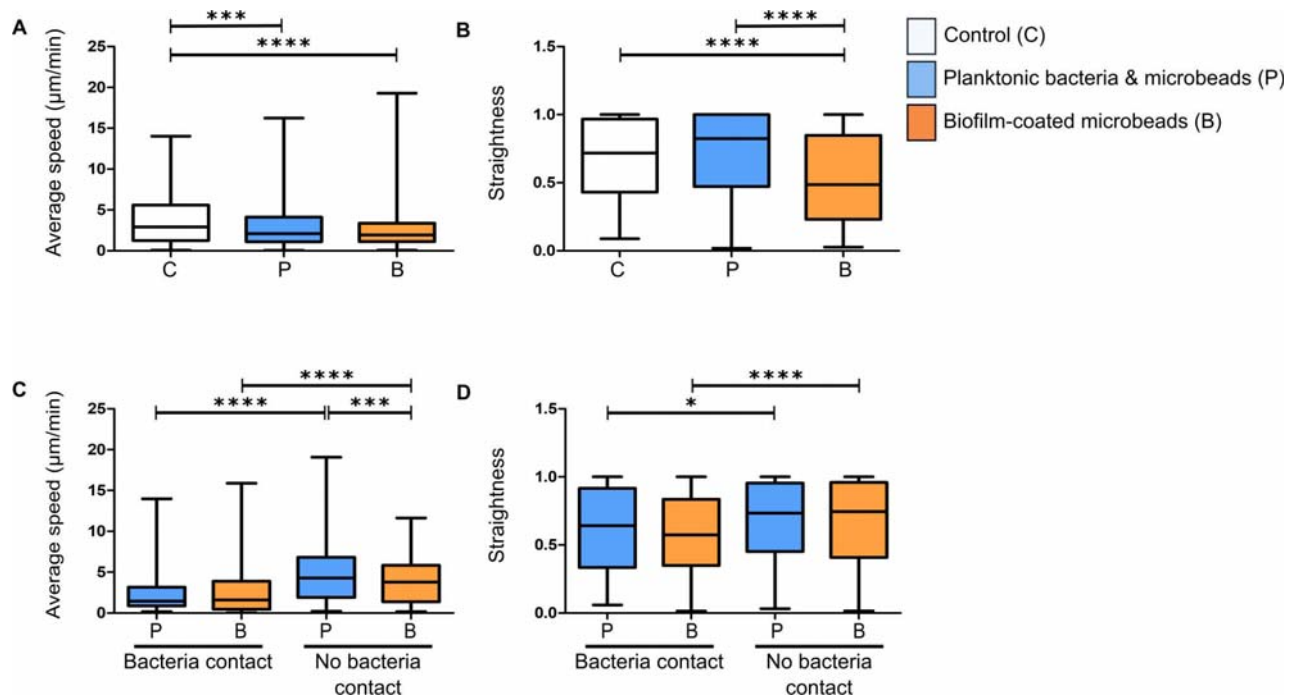 A
***
****
Average speed (µm/min)
25
20
15
10
5
0
C
P
B
B
****
****
Straightness
1.5
1.0
0.5
0.0
C
P
B
Control (C)
Planktonic bacteria & microbeads (P)
Biofilm-coated microbeads (B)
C
****
****
***
Average speed (µm/min)
25
20
15
10
5
0
P
B
P
B
Bacteria contact
No bacteria
contact
D
****
*
Straightness
1.5
1.0
0.5
0.0
P
B
P
B
Bacteria contact
No bacteria
contact